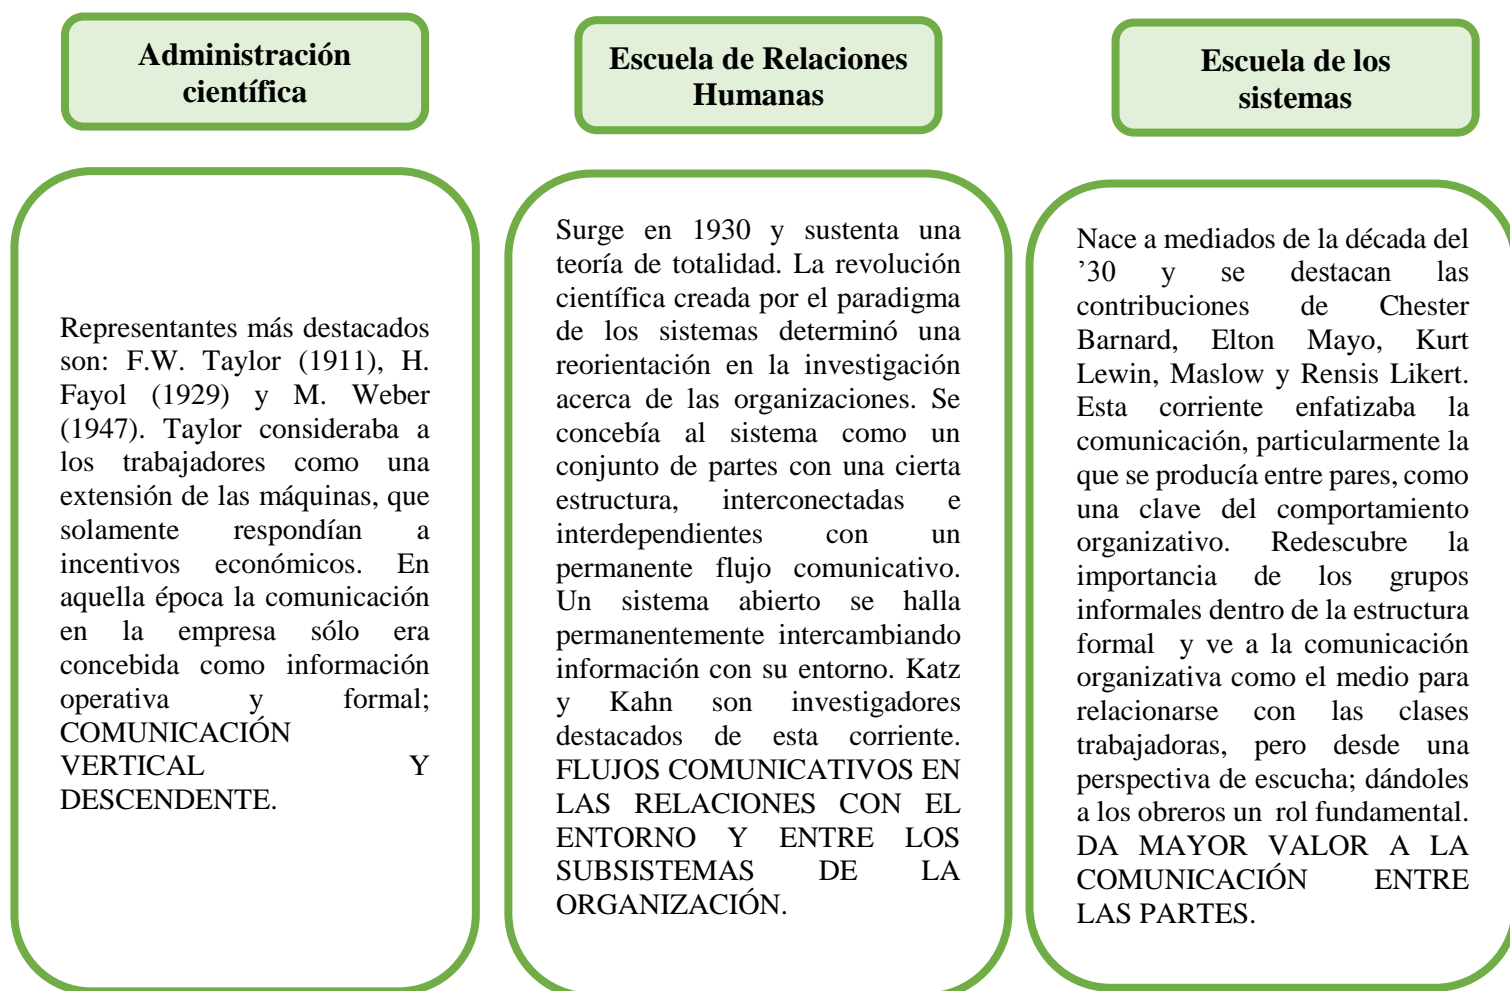 Administración
científica
Representantes más destacados
son: F.W. Taylor (1911), H.
Fayol (1929) y M. Weber
(1947). Taylor consideraba a
los trabajadores como una
extensión de las máquinas, que
solamente respondían a
incentivos económicos. En
aquella época la comunicación
en la empresa sólo era
concebida como información
operativa y formal;
COMUNICACIÓN
VERTICAL Y
DESCENDENTE.
Escuela de Relaciones
Humanas
Surge en 1930 y sustenta una
teoría de totalidad. La revolución
científica creada por el paradigma
de los sistemas determinó una
reorientación en la investigación
acerca de las organizaciones. Se
concebía al sistema como un
conjunto de partes con una cierta
estructura, interconectadas e
interdependientes con un
permanente flujo comunicativo.
Un sistema abierto se halla
permanentemente intercambiando
información con su entorno. Katz
y Kahn son investigadores
destacados de esta corriente.
FLUJOS COMUNICATIVOS EN
LAS RELACIONES CON EL
ENTORNO Y ENTRE LOS
SUBSISTEMAS DE LA
ORGANIZACIÓN.
Escuela de los
sistemas
Nace a mediados de la década del
’30 y se destacan las
contribuciones de Chester
Barnard, Elton Mayo, Kurt
Lewin, Maslow y Rensis Likert.
Esta corriente enfatizaba la
comunicación, particularmente la
que se producía entre pares, como
una clave del comportamiento
organizativo. Redescubre la
importancia de los grupos
informales dentro de la estructura
formal y ve a la comunicación
organizativa como el medio para
relacionarse con las clases
trabajadoras, pero desde una
perspectiva de escucha; dándoles
a los obreros un rol fundamental.
DA MAYOR VALOR A LA
COMUNICACIÓN ENTRE
LAS PARTES.